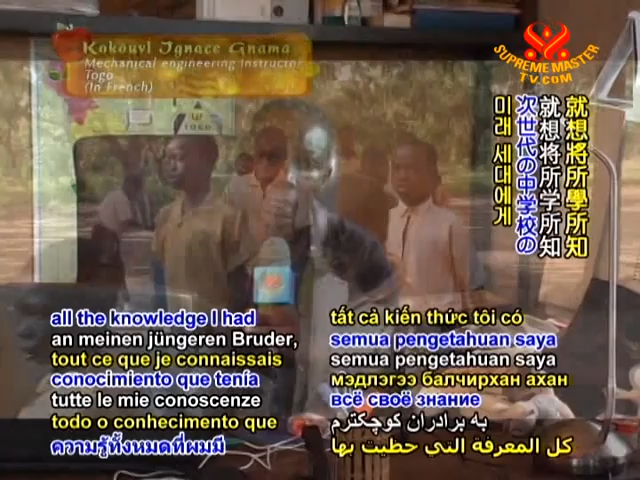 Kokouvi Ignace Gnama
Mechanical engineering Instructor
Togo
(In French)
SUPREME MASTER
TV.COM
就想將所學所知
就想将所学所知
次世代の中学校の
미래 세대에게
all the knowledge I had
an meinen jüngeren Bruder,
tout ce que je connaissais
conocimiento que tenía
tutte le mie conoscenze
todo o conhecimento que
ความรู้ทั้งหมดที่ผมมี
tất cả kiến thức tôi có
semua pengetahuan saya
semua pengetahuan saya
мэдлэгээ балчирхан ахан
всё своё знание
به برادران کوچکترم
كل المعرفة التي حظيت بها